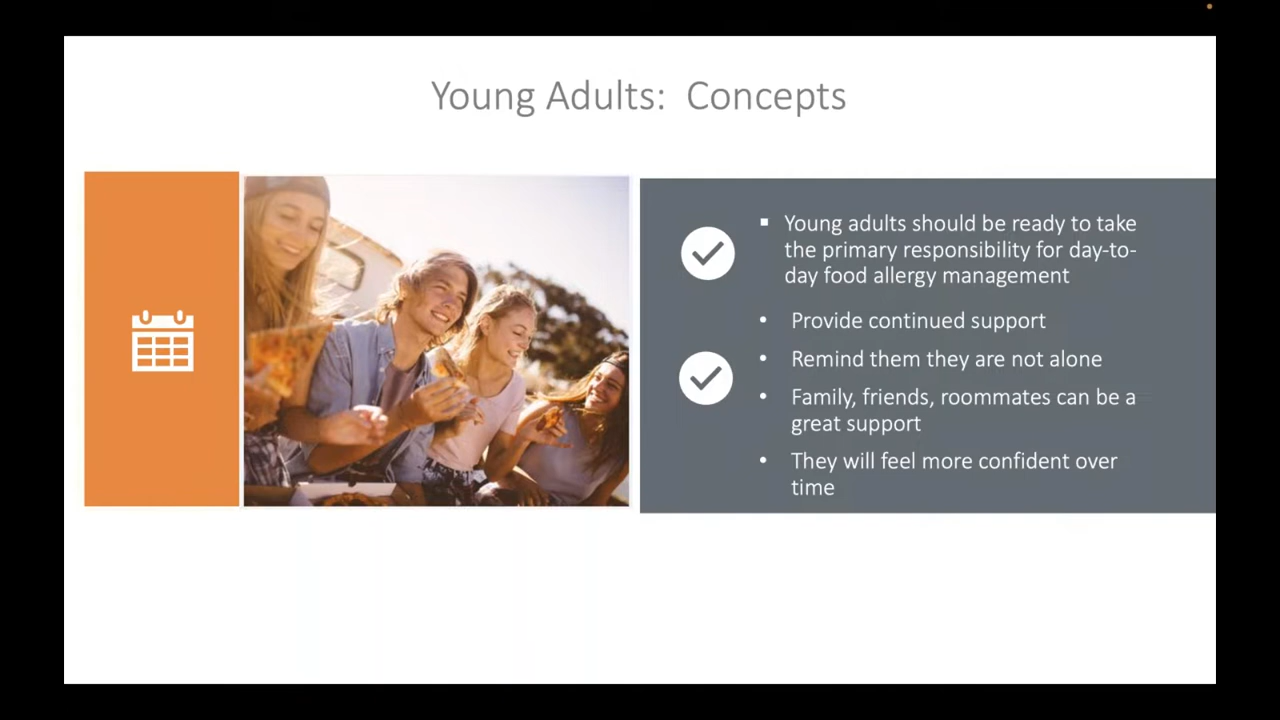 Young Adults:  Concepts
▪ Young adults should be ready to take
the primary responsibility for day-to-
day food allergy management
• Provide continued support
• Remind them they are not alone
• Family, friends, roommates can be a
great support
• They will feel more confident over
time